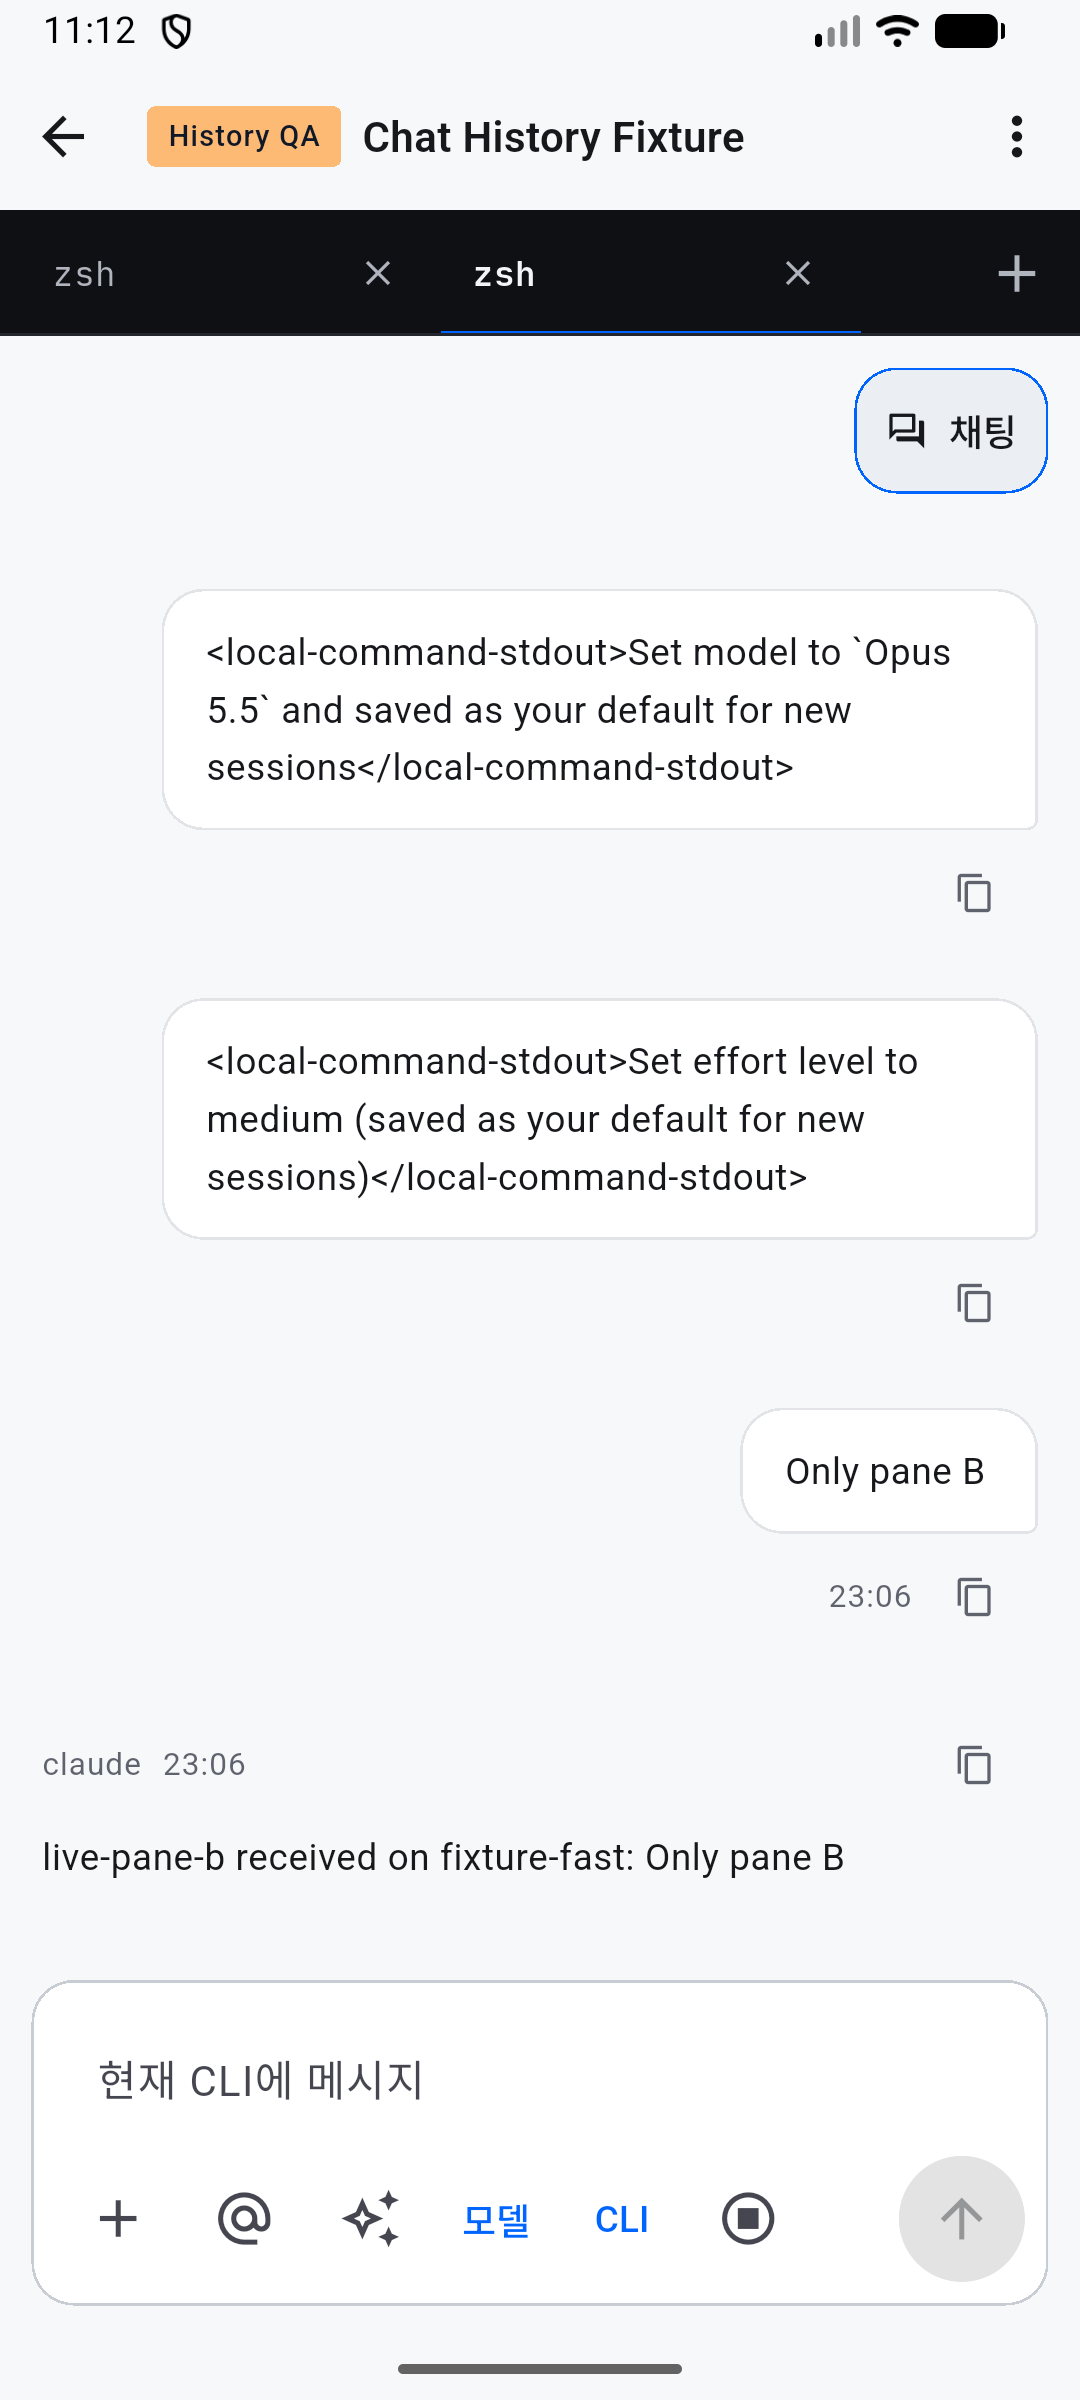 11:12
History QA Chat History Fixture
zsh zsh
채팅
<local-command-stdout>Set model to `Opus
5.5` and saved as your default for new
sessions</local-command-stdout>
<local-command-stdout>Set effort level to
medium (saved as your default for new
sessions)</local-command-stdout>
Only pane B
23:06
claude 23:06
live-pane-b received on fixture-fast: Only pane B
현재 CLI에 메시지
모델 CLI